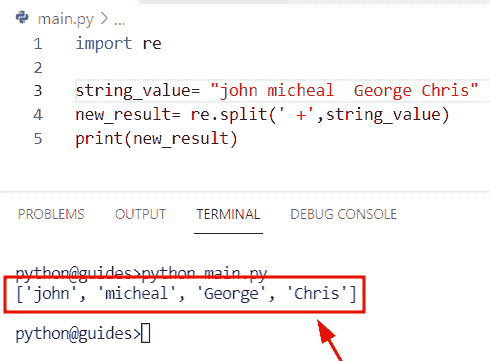 main.py > ...
1 import re
2
3 string_value= "john micheal  George Chris"
4 new_result= re.split(' +',string_value)
5 print(new_result)
PROBLEMS OUTPUT TERMINAL DEBUG CONSOLE
python@guides>python main.py
['john', 'micheal', 'George', 'Chris']
python@guides>